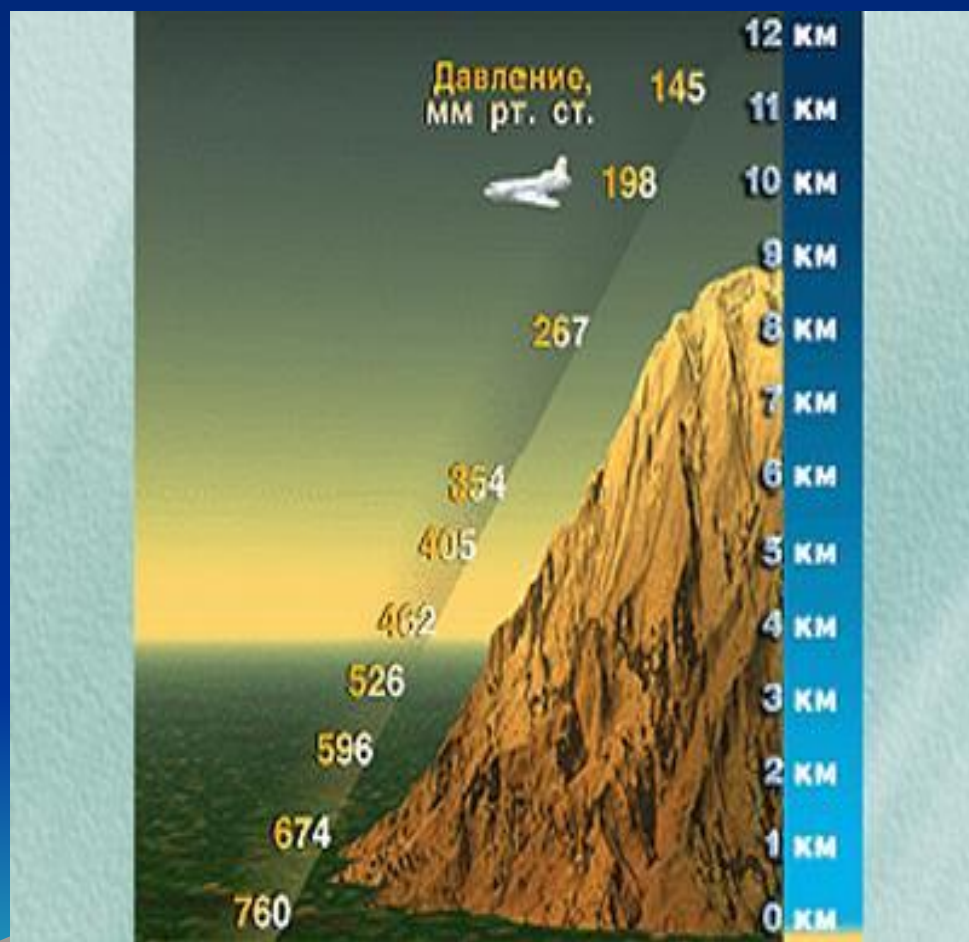 12 км
Давление,
мм рт. ст.
145
11 км
198
10 км
9 км
267
8 км
7 км
354
6 км
405
5 км
462
4 км
526
3 км
596
2 км
674
1 км
760
0 км